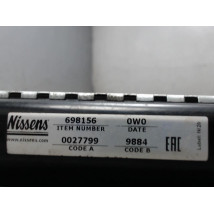 Nissens
www.nissens.com
698156
ITEM NUMBER
0W0
DATE
0027799
CODE A
9884
CODE B
EAC